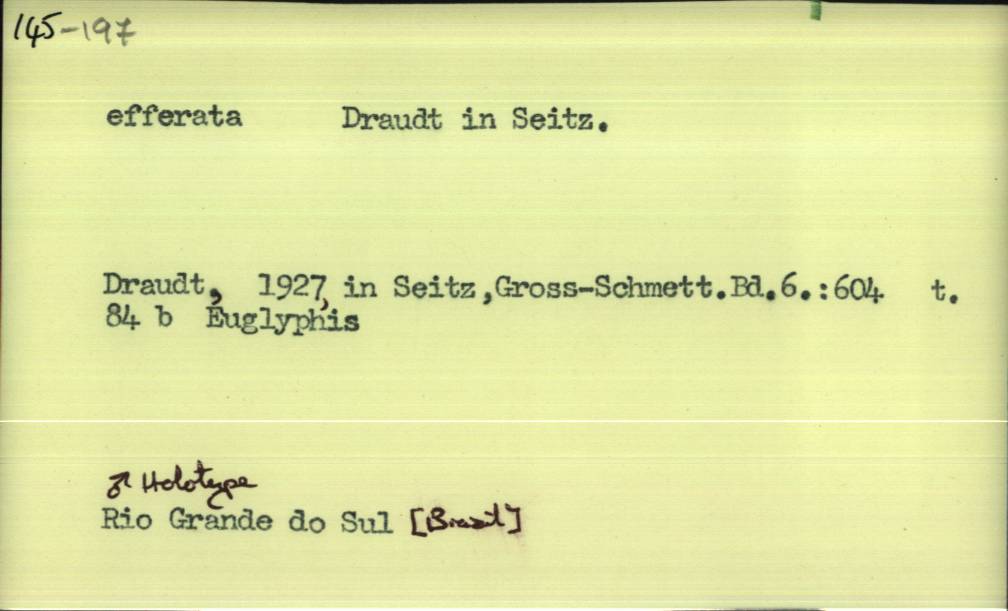 145-197
efferata Draudt in Seitz.
Draudt, 1927, in Seitz,Gross-Schmett.Bd.6.:604 t.
84 b Euglyphis
♂ Holotype
Rio Grande do Sul [Brazil]